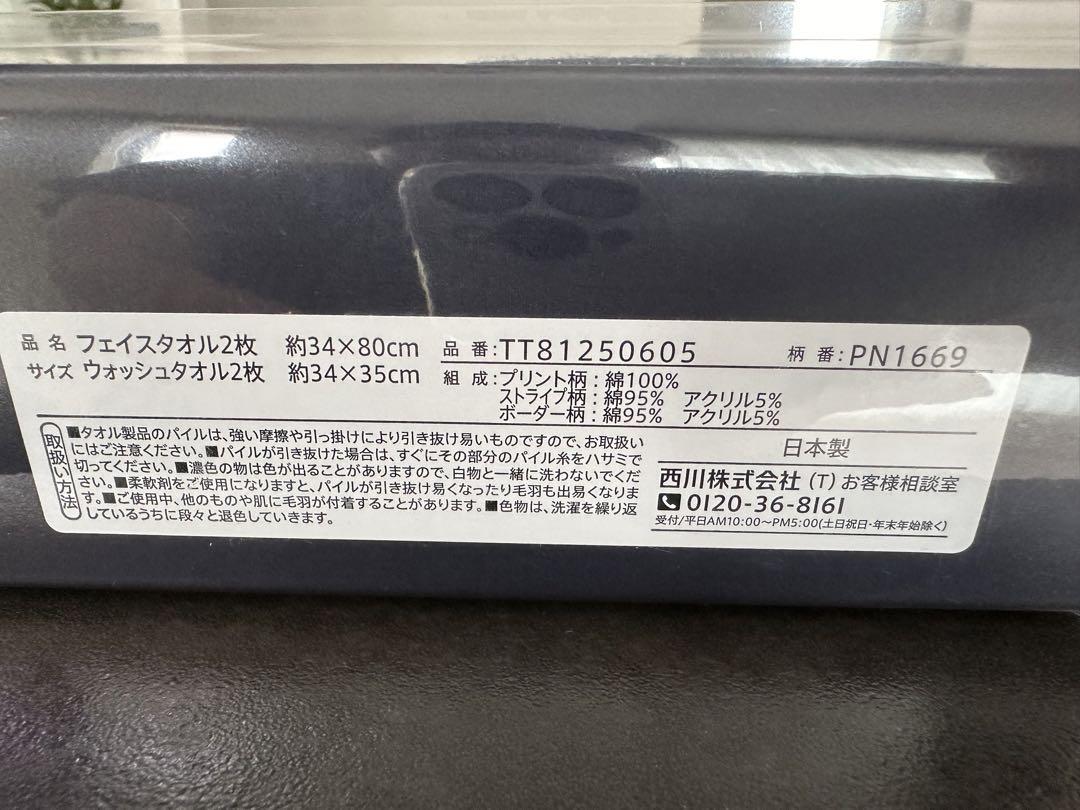 品名 フェイスタオル2枚 約34×80cm
サイズ ウォッシュタオル2枚 約34×35cm
品番:TT81250605
柄番:PN1669
組成:プリント柄:綿100%
ストライプ柄:綿95% アクリル5%
ボーダー柄:綿95% アクリル5%
取扱い方法
■タオル製品のパイルは、強い摩擦や引っ掛けにより引き抜け易いものですので、お取扱い
にはご注意ください。■パイルが引き抜けた場合は、すぐにその部分のパイル糸をハサミで
切ってください。■濃色の物は色が出ることがありますので、白物と一緒に洗わないでくだ
さい。■柔軟剤をご使用になりますと、パイルが引き抜け易くなったり毛羽も出易くなりま
す。■ご使用中、他のものや肌に毛羽が付着することがあります。■色物は、洗濯を繰り返
しているうちに段々と退色していきます。
日本製
西川株式会社(T)お客様相談室
0120-36-8161
受付/平日AM10:00〜PM5:00(土日祝日・年末年始除く)